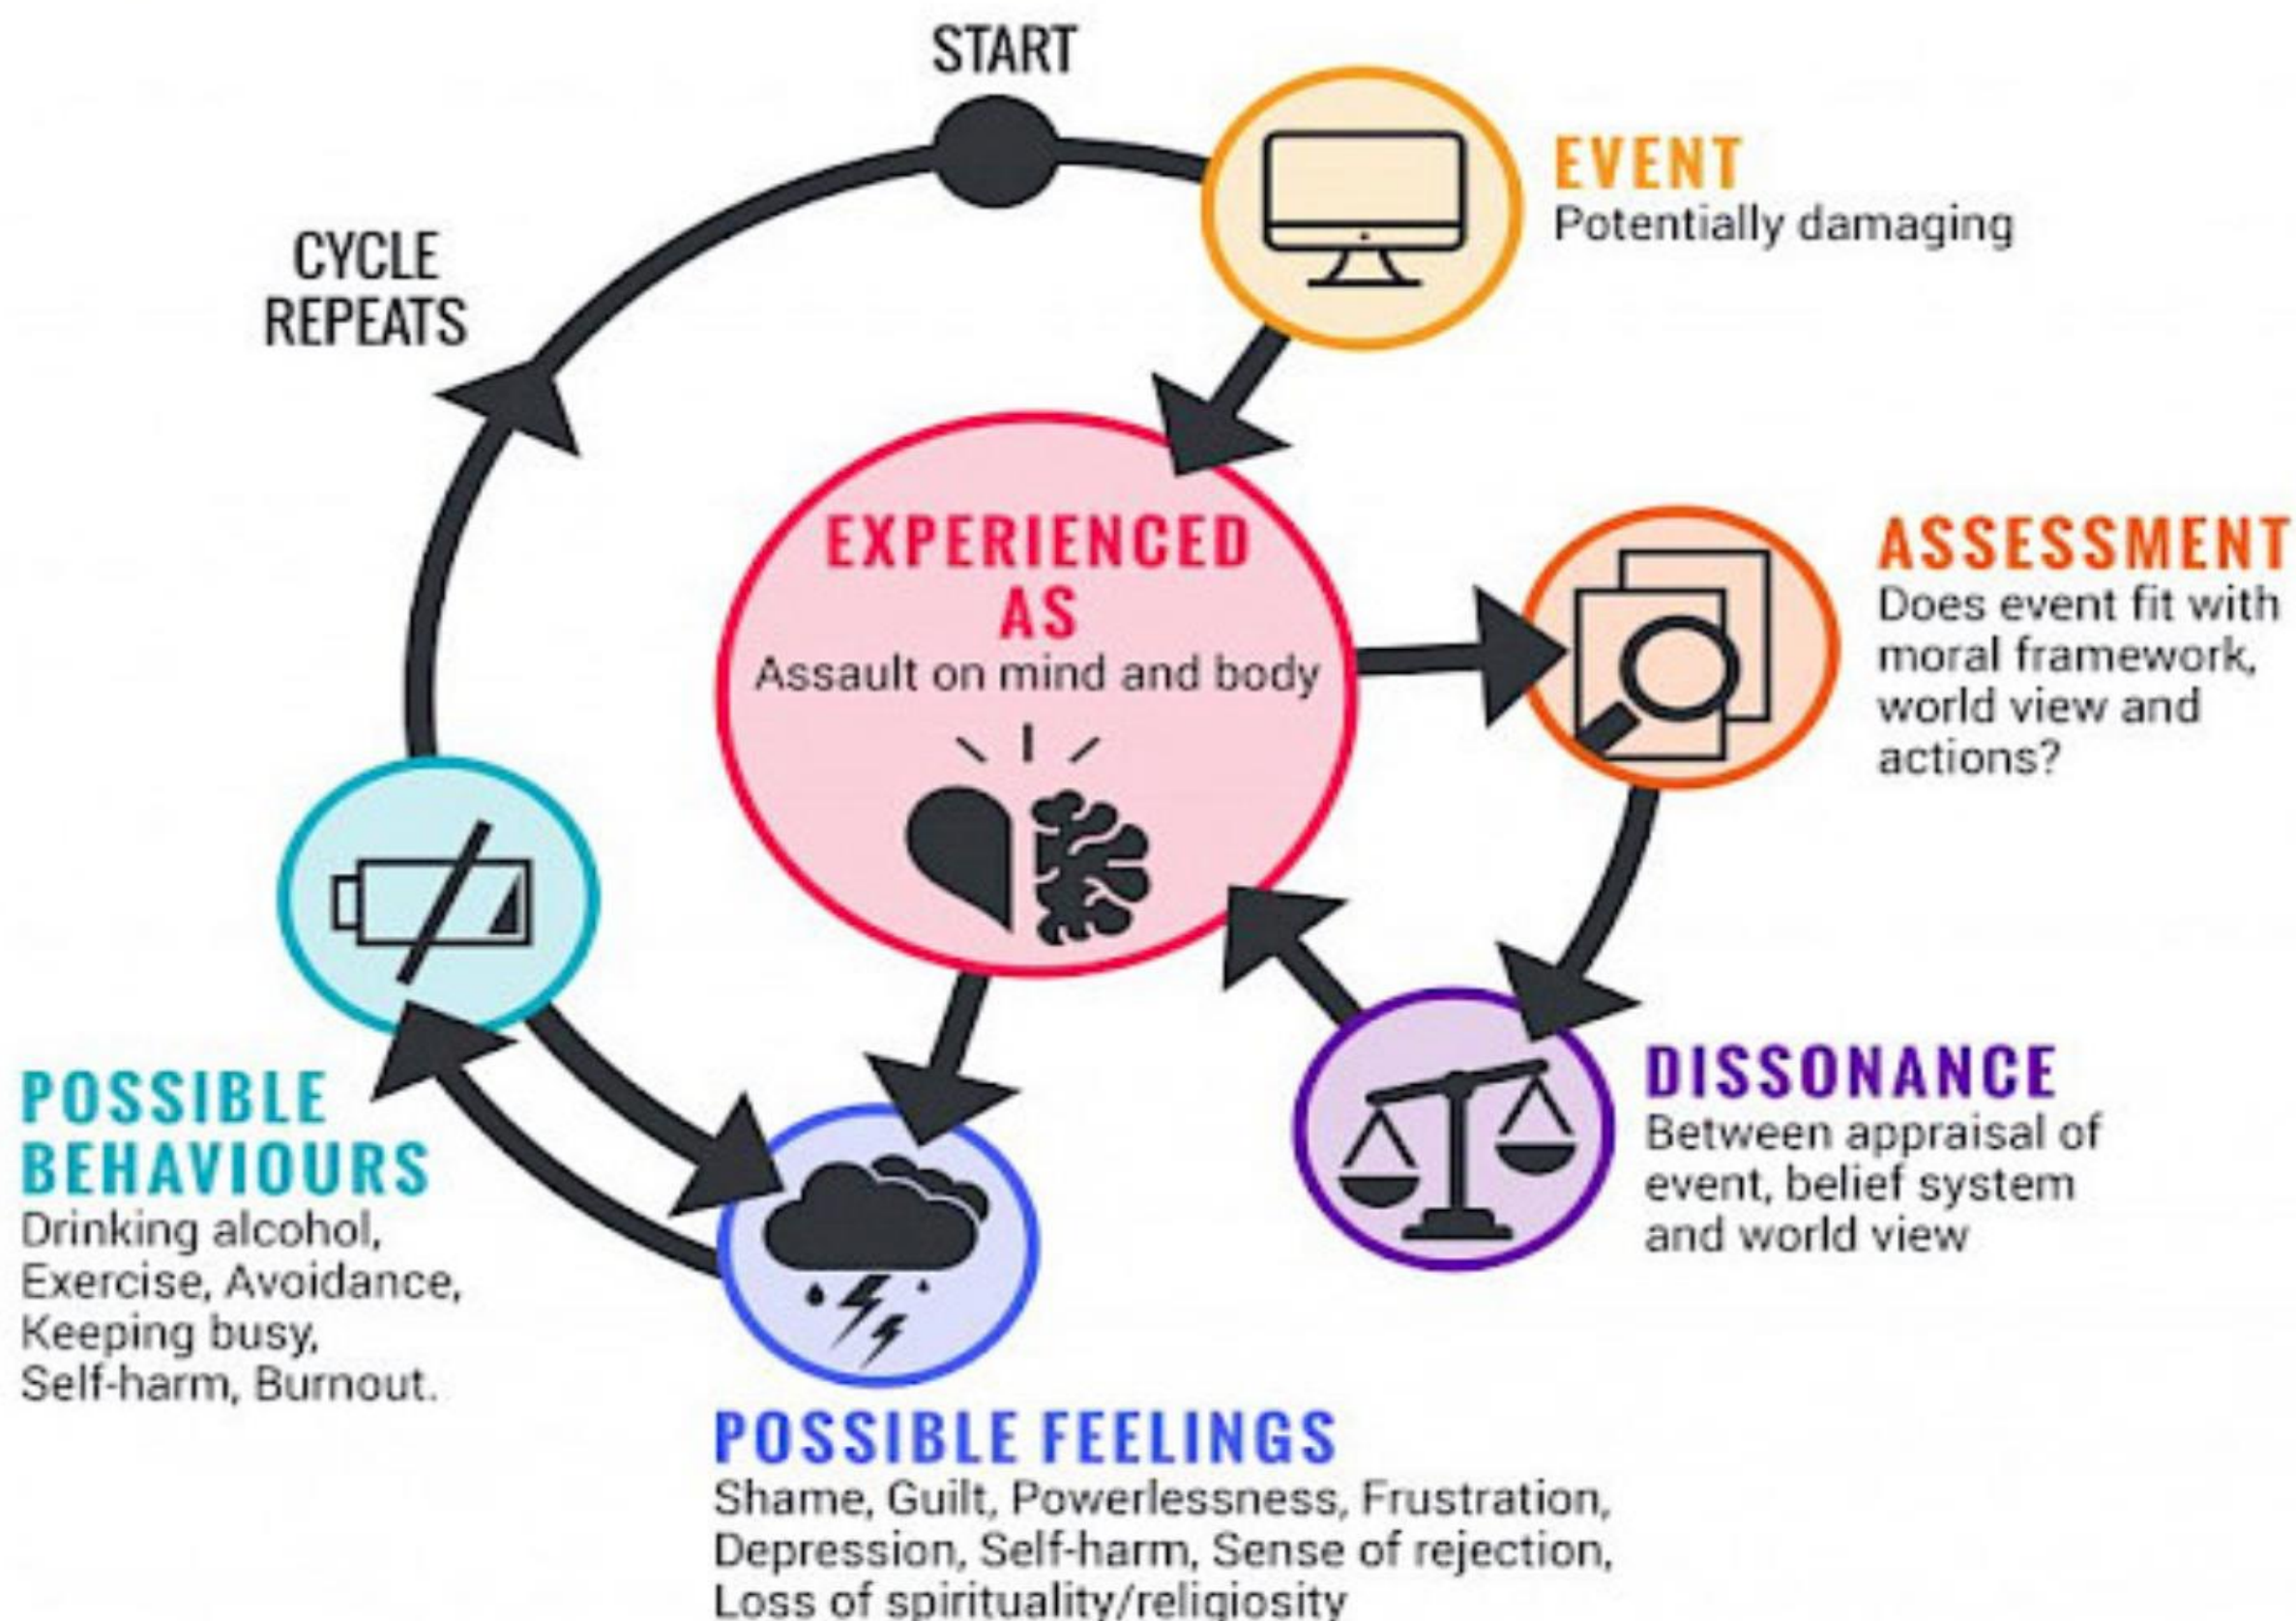 START
EVENT
Potentially damaging
CYCLE
REPEATS
EXPERIENCED
AS
Assault on mind and body
ASSESSMENT
Does event fit with
moral framework,
world view and
actions?
DISSONANCE
Between appraisal of
event, belief system
and world view
POSSIBLE
BEHAVIOURS
Drinking alcohol,
Exercise, Avoidance,
Keeping busy,
Self-harm, Burnout.
POSSIBLE FEELINGS
Shame, Guilt, Powerlessness, Frustration,
Depression, Self-harm, Sense of rejection,
Loss of spirituality/religiosity